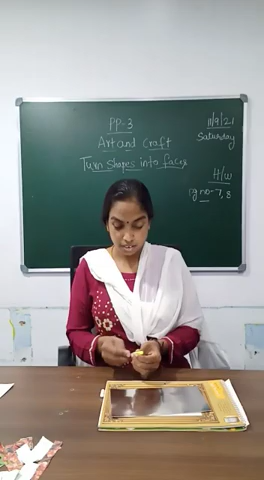 PP-3
Art and craft
Turn Shapes into faces
11/9/21
Saturday
H/W
pg no-7, 8